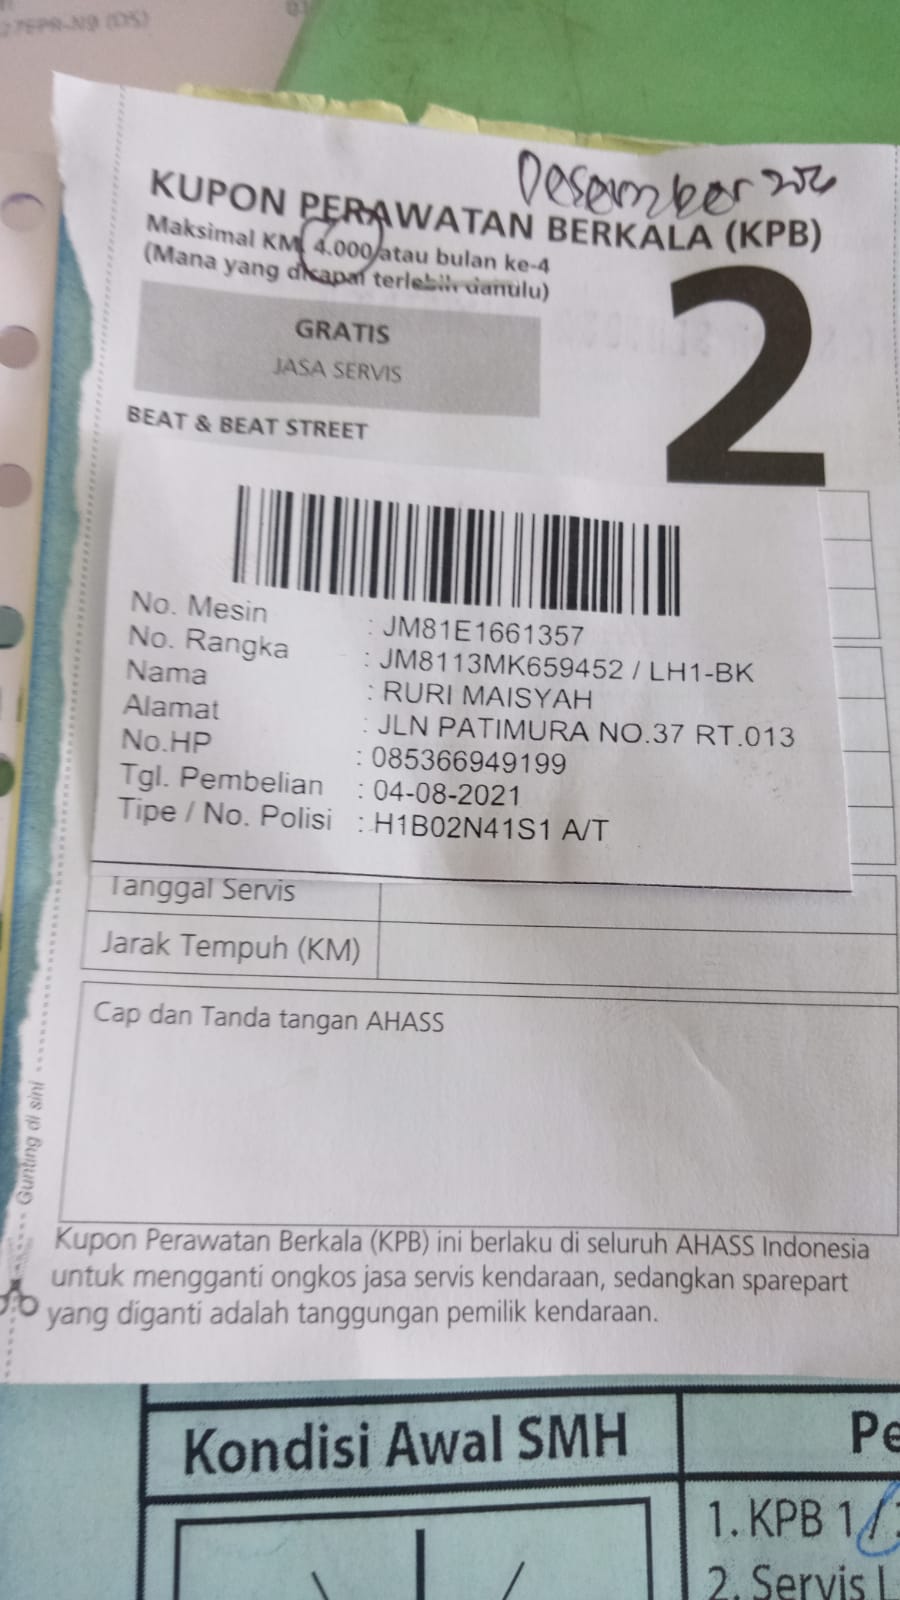 27EPR-N9 (DS)
Desember
KUPON PERAWATAN BERKALA (KPB)
Maksimal KM 4.000 atau bulan ke-4
(Mana yang dicapai terlebih dahulu)
2
GRATIS
JASA SERVIS
BEAT & BEAT STREET
No. Mesin : JM81E1661357
No. Rangka : JM8113MK659452 / LH1-BK
Nama : RURI MAISYAH
Alamat : JLN PATIMURA NO.37 RT.013
No.HP : 085366949199
Tgl. Pembelian : 04-08-2021
Tipe / No. Polisi : H1B02N41S1 A/T
Tanggal Servis
Jarak Tempuh (KM)
Cap dan Tanda tangan AHASS
Gunting di sini
Kupon Perawatan Berkala (KPB) ini berlaku di seluruh AHASS Indonesia
untuk mengganti ongkos jasa servis kendaraan, sedangkan sparepart
yang diganti adalah tanggungan pemilik kendaraan.
Kondisi Awal SMH
Pe
1. KPB 1 /
2. Servis L